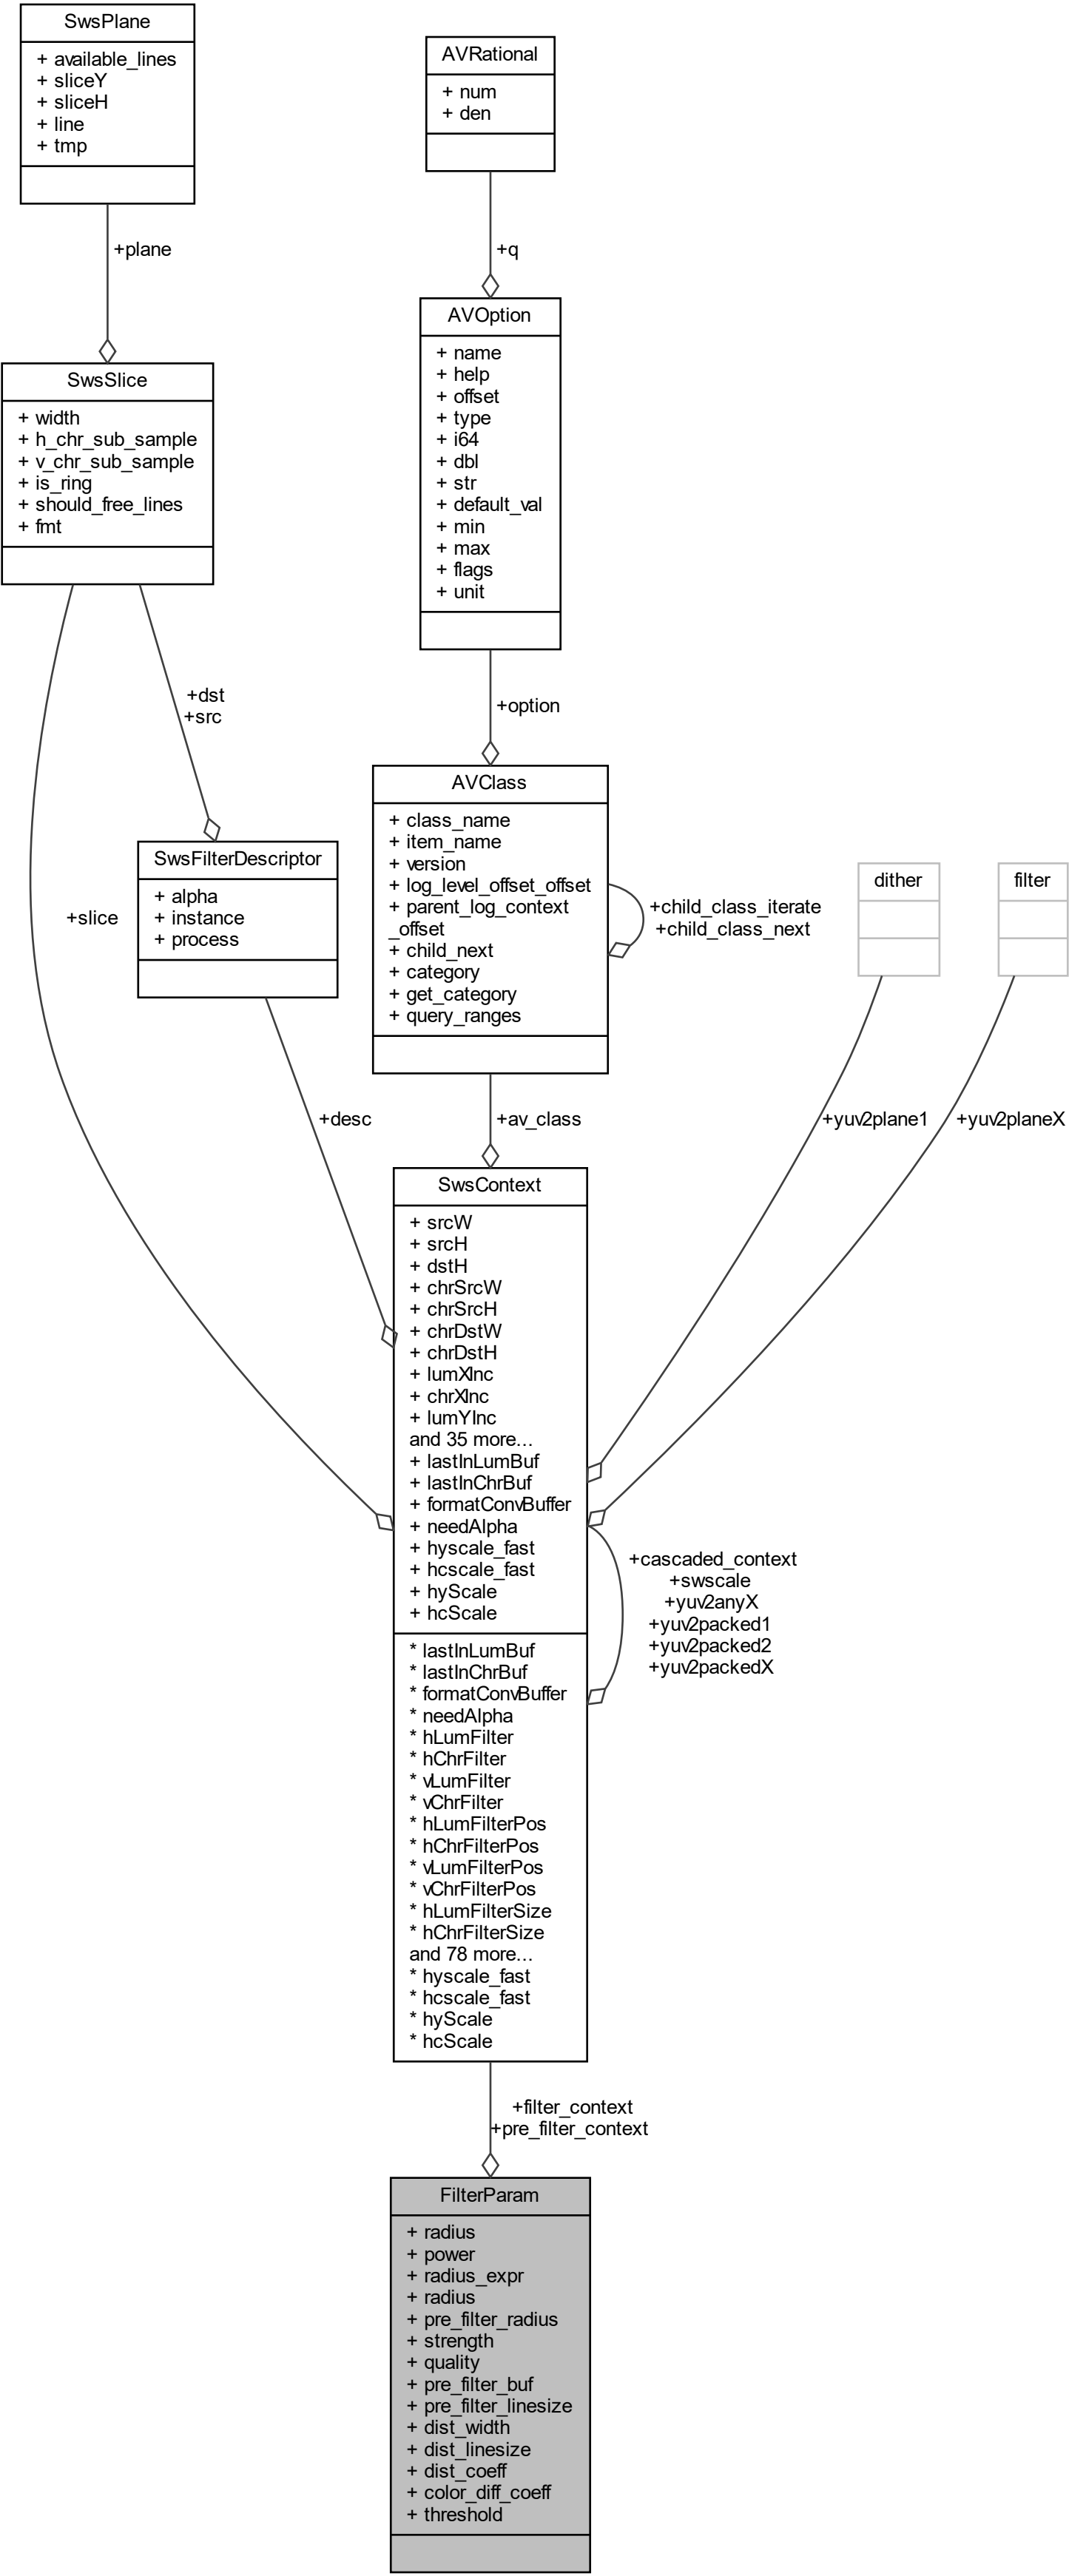 SwsPlane
+ available_lines
+ sliceY
+ sliceH
+ line
+ tmp
AVRational
+ num
+ den
+plane
+q
SwsSlice
+ width
+ h_chr_sub_sample
+ v_chr_sub_sample
+ is_ring
+ should_free_lines
+ fmt
AVOption
+ name
+ help
+ offset
+ type
+ i64
+ dbl
+ str
+ default_val
+ min
+ max
+ flags
+ unit
+dst
+src
+option
+slice
SwsFilterDescriptor
+ alpha
+ instance
+ process
AVClass
+ class_name
+ item_name
+ version
+ log_level_offset_offset
+ parent_log_context
_offset
+ child_next
+ category
+ get_category
+ query_ranges
+child_class_iterate
+child_class_next
dither
filter
+desc
+av_class
+yuv2plane1
+yuv2planeX
SwsContext
+ srcW
+ srcH
+ dstH
+ chrSrcW
+ chrSrcH
+ chrDstW
+ chrDstH
+ lumXInc
+ chrXInc
+ lumYInc
and 35 more...
+ lastInLumBuf
+ lastInChrBuf
+ formatConvBuffer
+ needAlpha
+ hyscale_fast
+ hcscale_fast
+ hyScale
+ hcScale
* lastInLumBuf
* lastInChrBuf
* formatConvBuffer
* needAlpha
* hLumFilter
* hChrFilter
* vLumFilter
* vChrFilter
* hLumFilterPos
* hChrFilterPos
* vLumFilterPos
* vChrFilterPos
* hLumFilterSize
* hChrFilterSize
and 78 more...
* hyscale_fast
* hcscale_fast
* hyScale
* hcScale
+cascaded_context
+swscale
+yuv2anyX
+yuv2packed1
+yuv2packed2
+yuv2packedX
+filter_context
+pre_filter_context
FilterParam
+ radius
+ power
+ radius_expr
+ radius
+ pre_filter_radius
+ strength
+ quality
+ pre_filter_buf
+ pre_filter_linesize
+ dist_width
+ dist_linesize
+ dist_coeff
+ color_diff_coeff
+ threshold